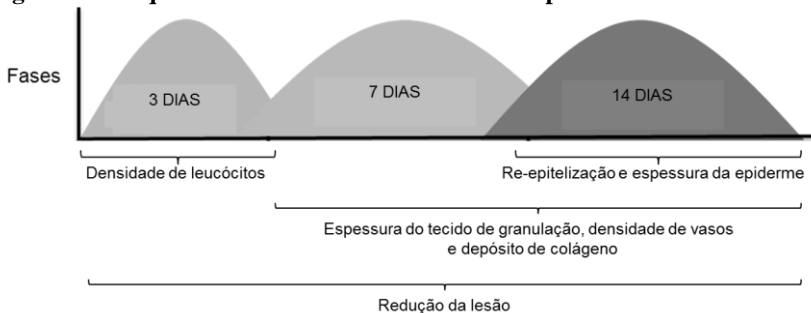 Fases
3 DIAS
7 DIAS
14 DIAS
Densidade de leucócitos
Re-epitelização e espessura da epiderme
Espessura do tecido de granulação, densidade de vasos
e depósito de colágeno
Redução da lesão